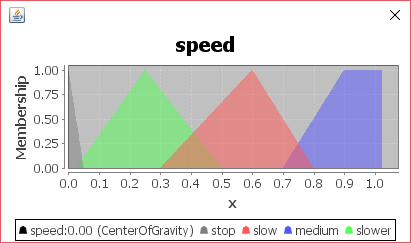 speed
Membership
1.00
0.75
0.50
0.25
0.00
0.0 0.1 0.2 0.3 0.4 0.5 0.6 0.7 0.8 0.9 1.0
x
speed:0.00 (CenterOfGravity) stop slow medium slower